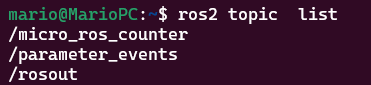 mario@MarioPC:~$ ros2 topic  list
/micro_ros_counter
/parameter_events
/rosout